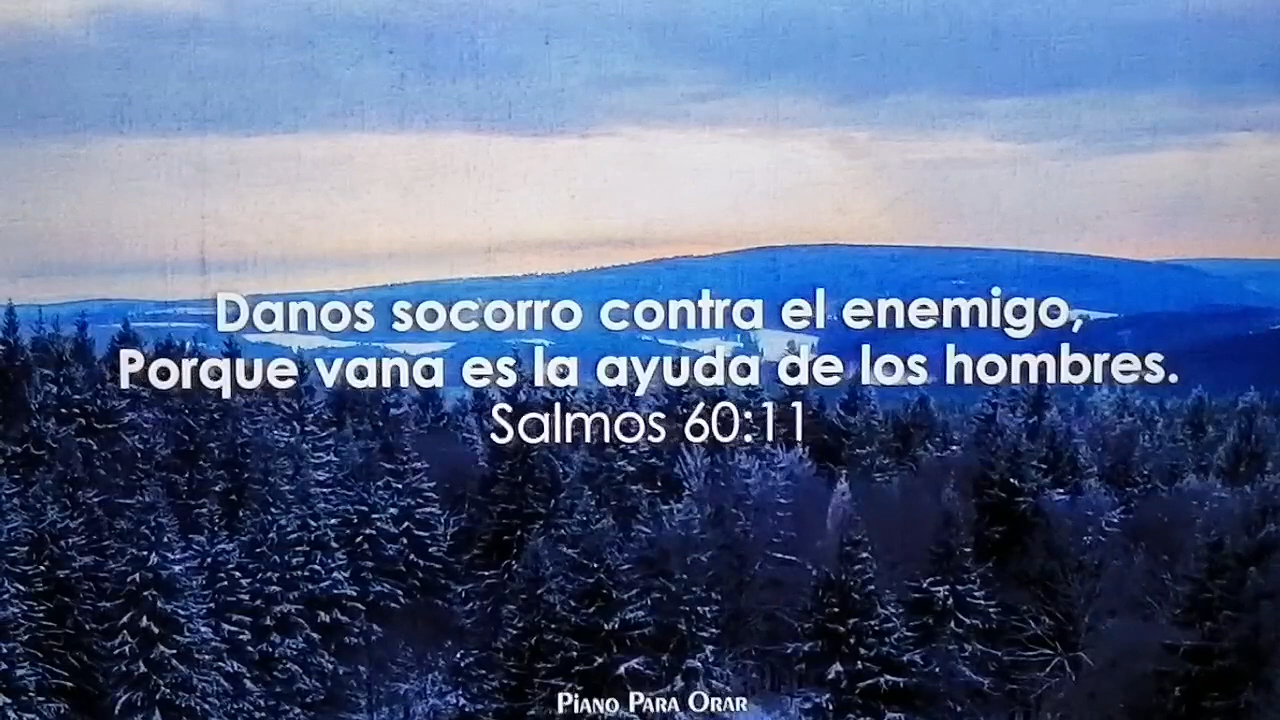 Danos socorro contra el enemigo,
Porque vana es la ayuda de los hombres.
Salmos 60:11
Piano Para Orar